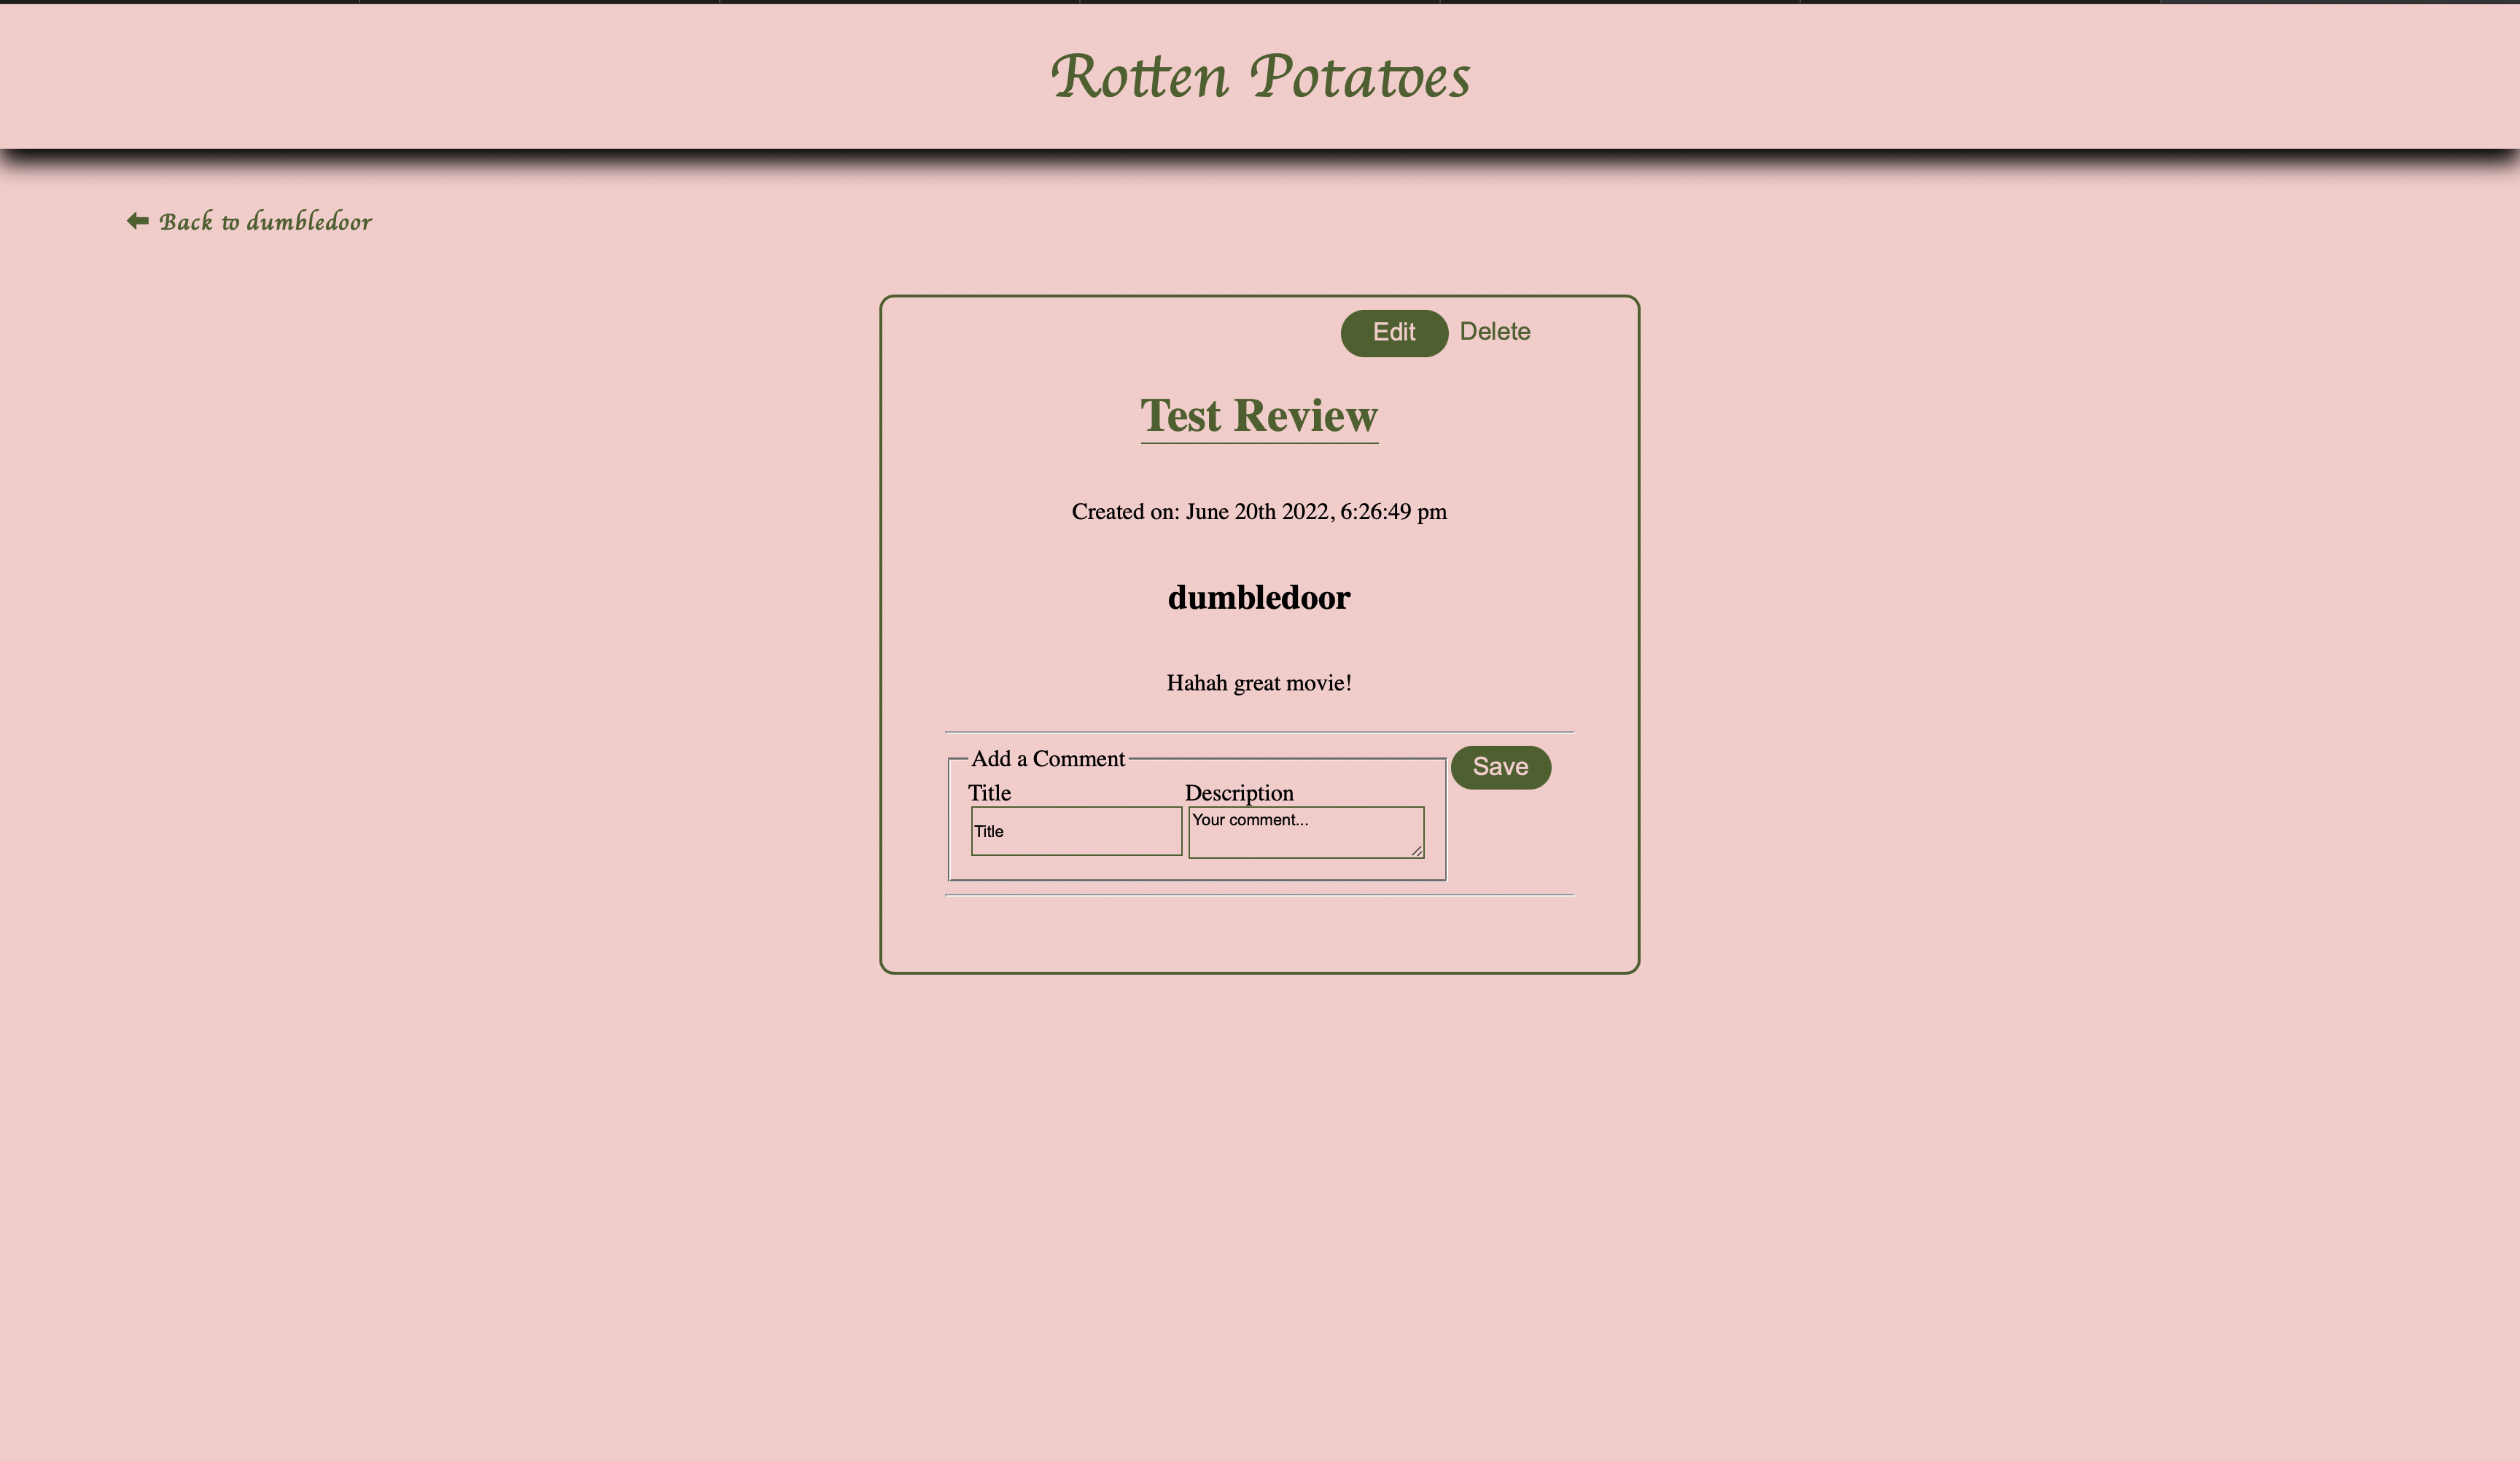 Rotten Potatoes
Back to dumbledoor
Edit Delete
Test Review
Created on: June 20th 2022, 6:26:49 pm
dumbledoor
Hahah great movie!
Add a Comment
Save
Title Description
Title Your comment...